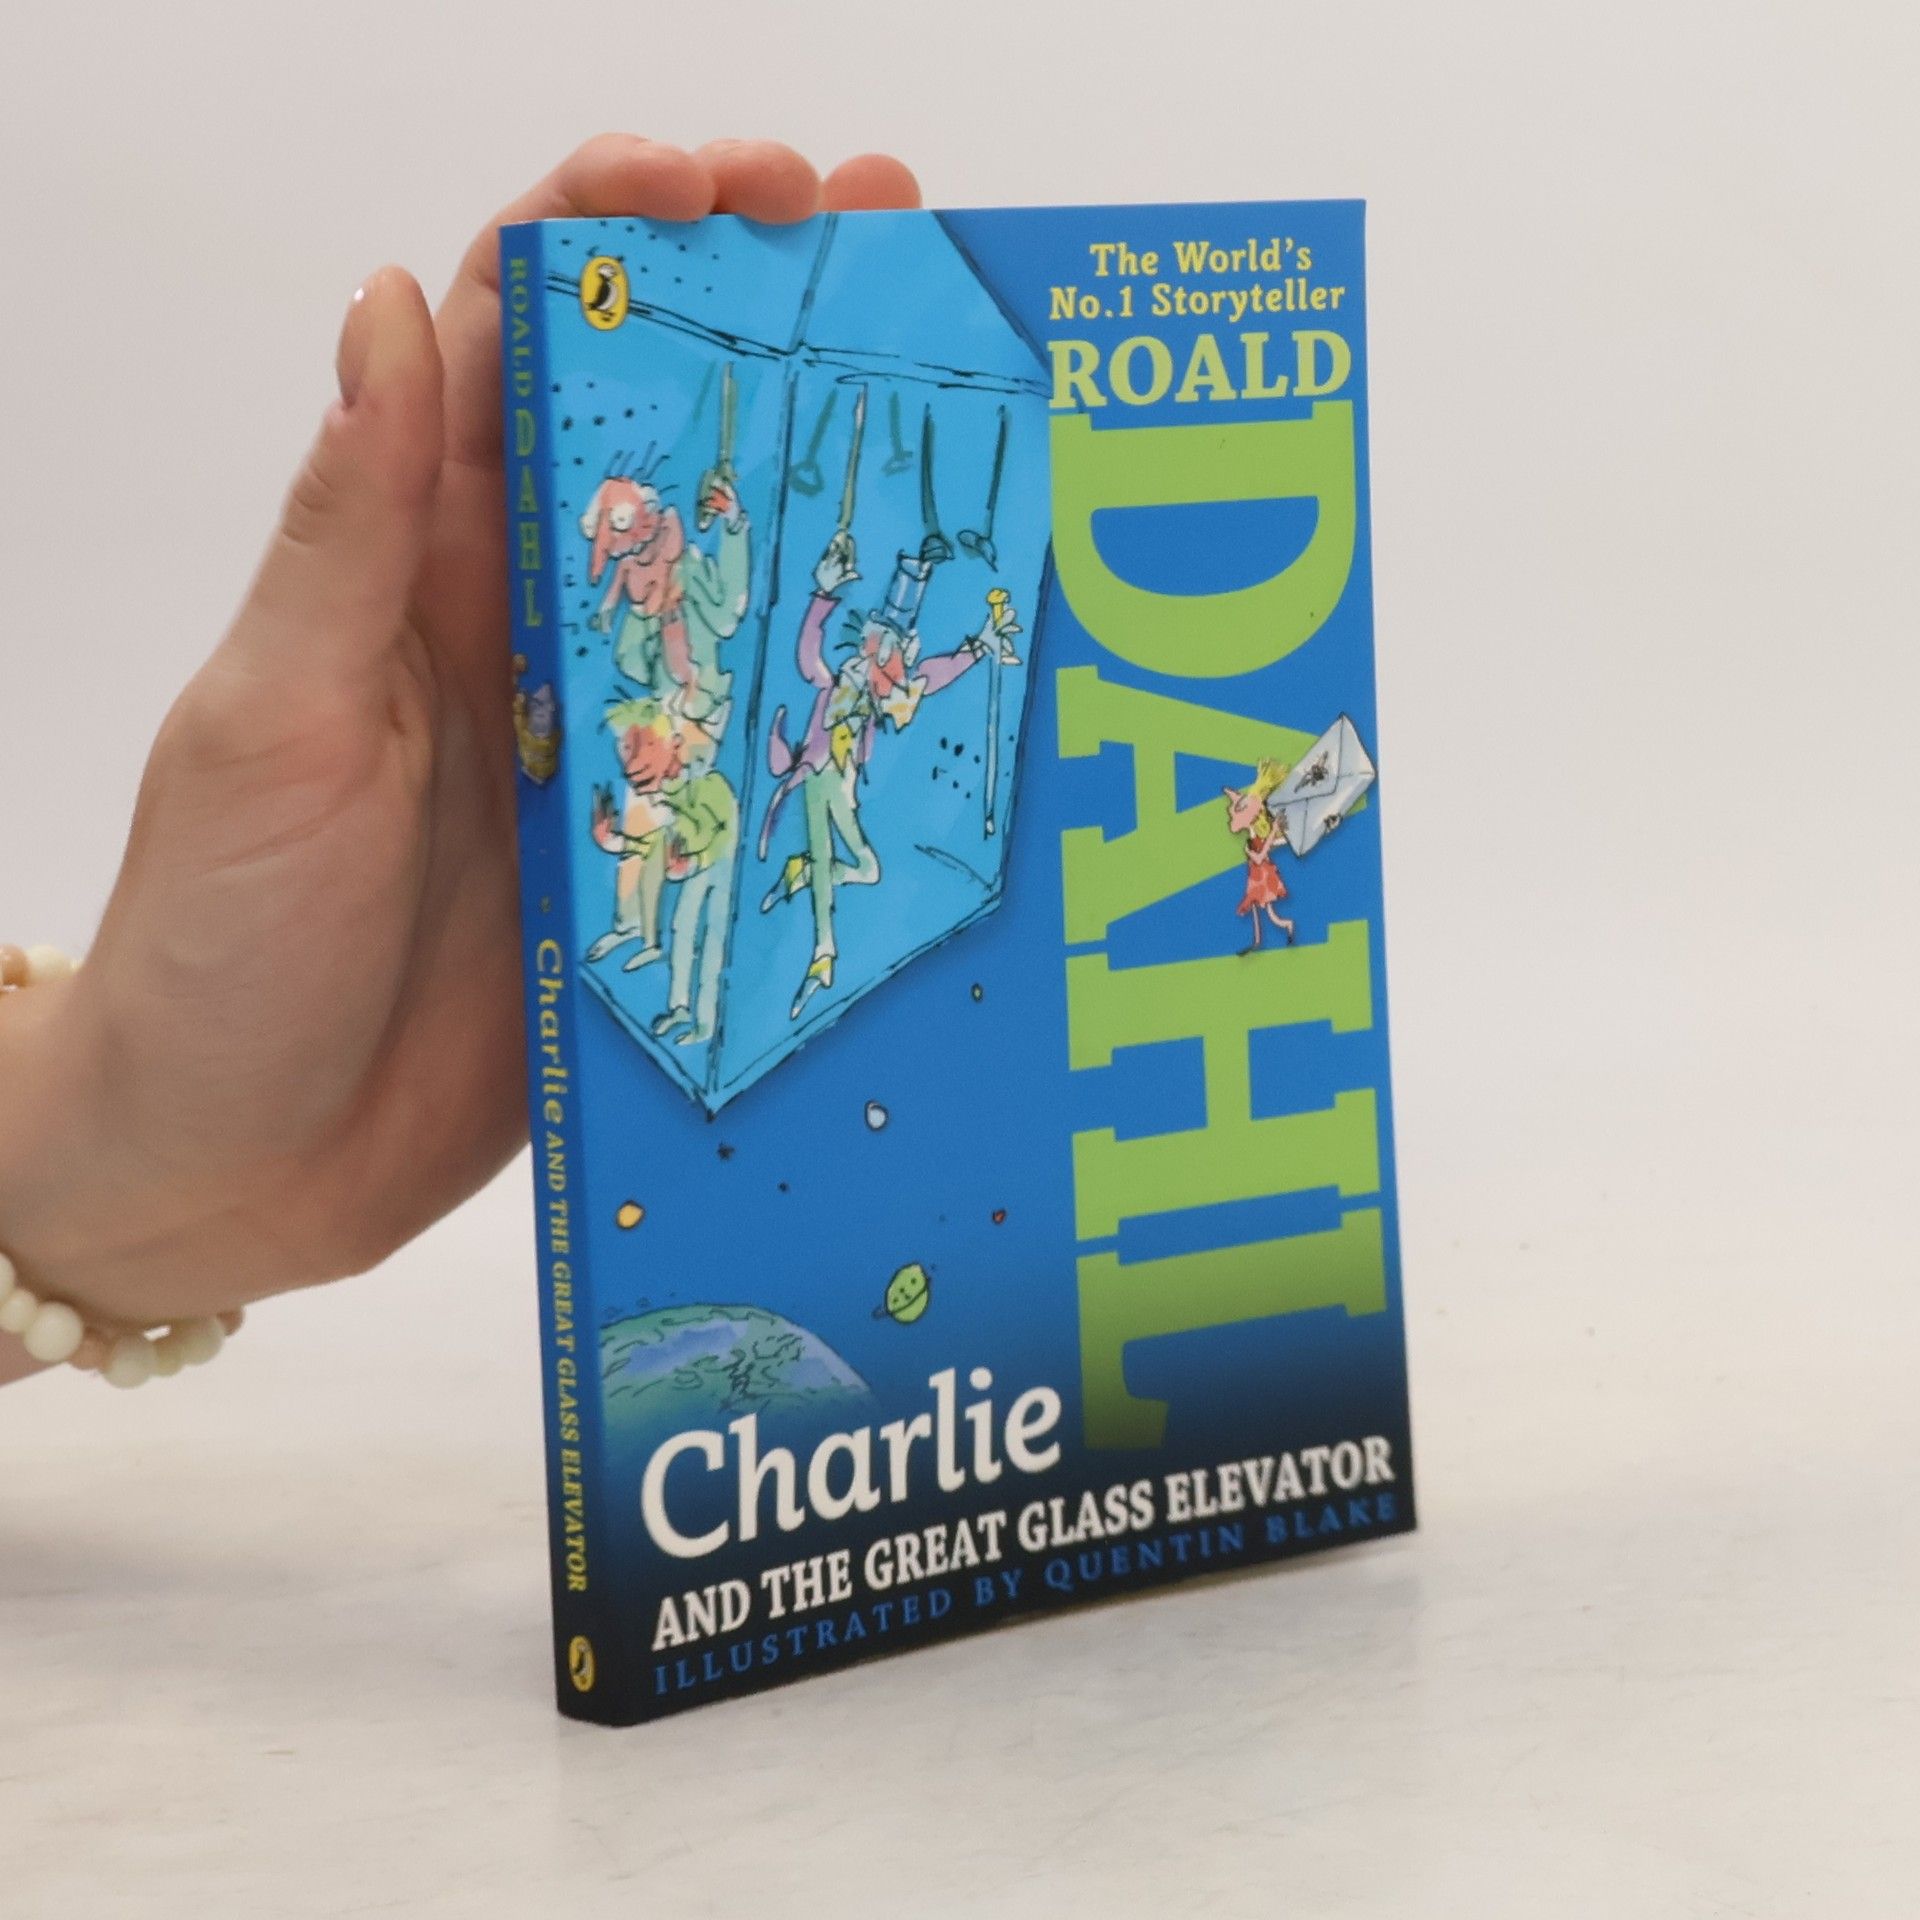 ROALD DAHL
Charlie AND THE GREAT GLASS ELEVATOR
The World's
No.1 Storyteller
ROALD
DAHL
Charlie
AND THE GREAT GLASS ELEVATOR
ILLUSTRATED BY QUENTIN BLAKE